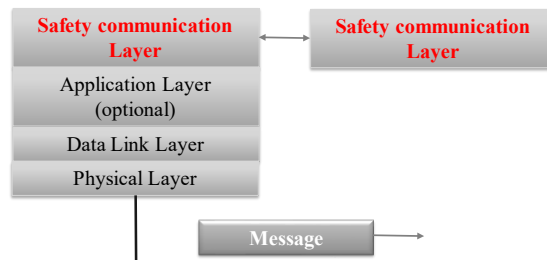 Safety communication
Layer
Application Layer
(optional)
Data Link Layer
Physical Layer
Safety communication
Layer
Message